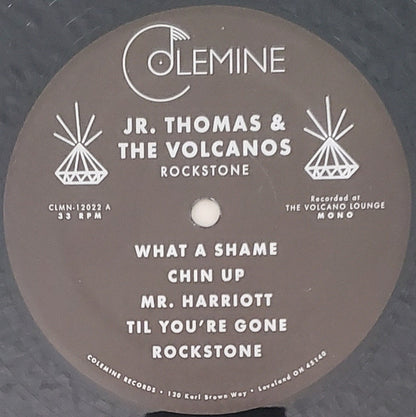 COLEMINE
JR. THOMAS &
THE VOLCANOS
ROCKSTONE
CLMN-12022 A
33 RPM
Recorded at
THE VOLCANO LOUNGE
MONO
WHAT A SHAME
CHIN UP
MR. HARRIOTT
TIL YOU'RE GONE
ROCKSTONE
COLEMINE RECORDS • 120 Karl Brown Way • Loveland OH 45140